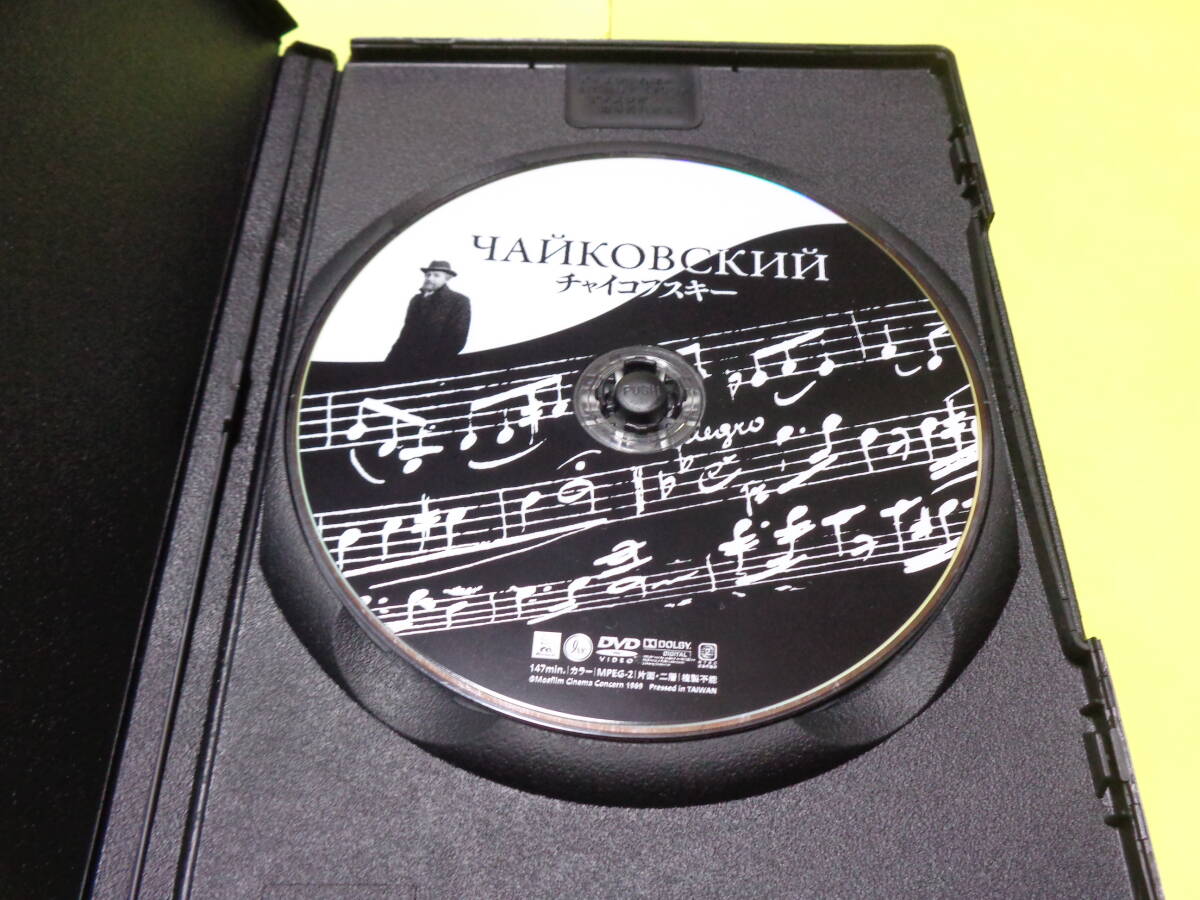 ЧАЙКОВСКИЙ
チャイコフスキー
PUSH
DVD
VIDEO
DOLBY
DIGITAL
147min. カラー MPEG-2 片面・二層 複製不能
©Mosfilm Cinema Concern 1969 Pressed in TAIWAN